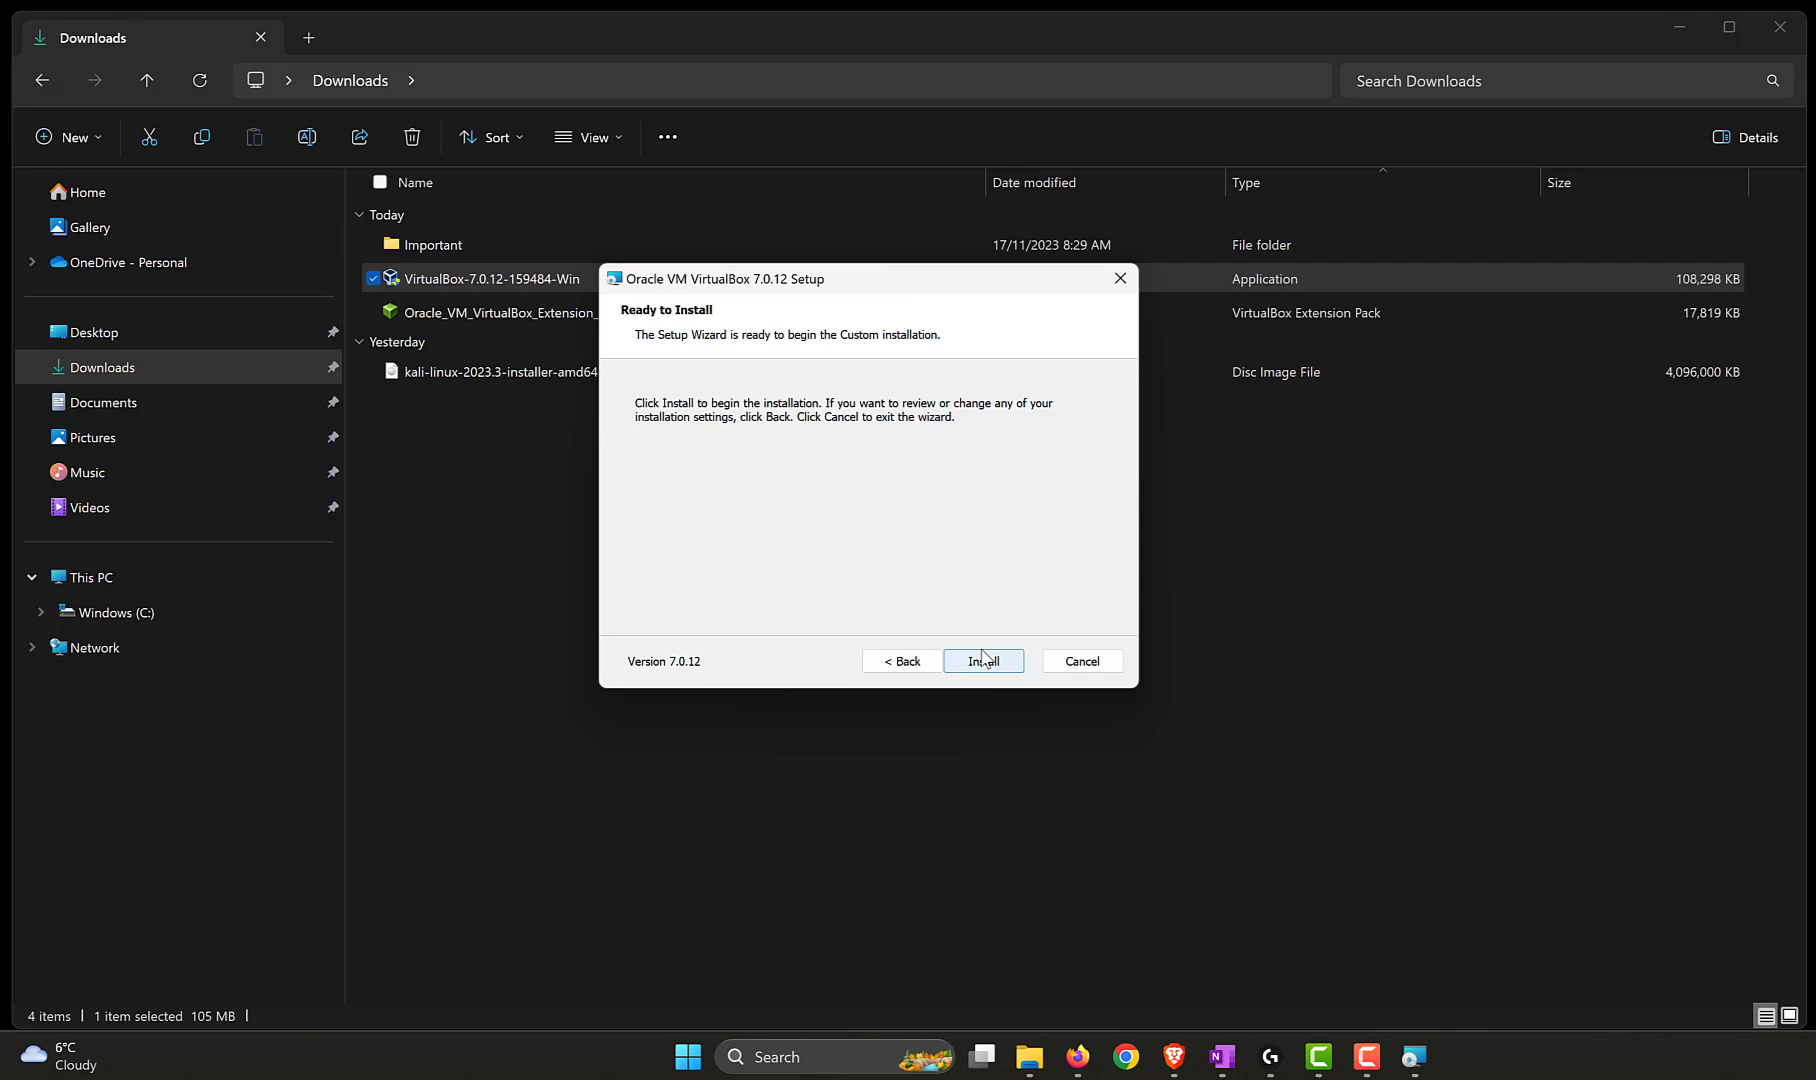 Downloads
Downloads
Search Downloads
New
Sort
View
Details
Name
Date modified
Type
Size
Home
Gallery
OneDrive - Personal
Desktop
Downloads
Documents
Pictures
Music
Videos
This PC
Windows (C:)
Network
Today
Important
17/11/2023 8:29 AM
File folder
VirtualBox-7.0.12-159484-Win
Application
108,298 KB
Oracle_VM_VirtualBox_Extension_
VirtualBox Extension Pack
17,819 KB
Yesterday
kali-linux-2023.3-installer-amd64
Disc Image File
4,096,000 KB
Oracle VM VirtualBox 7.0.12 Setup
Ready to Install
The Setup Wizard is ready to begin the Custom installation.
Click Install to begin the installation. If you want to review or change any of your
installation settings, click Back. Click Cancel to exit the wizard.
Version 7.0.12
< Back
Install
Cancel
4 items
1 item selected 105 MB
6°C
Cloudy
Search